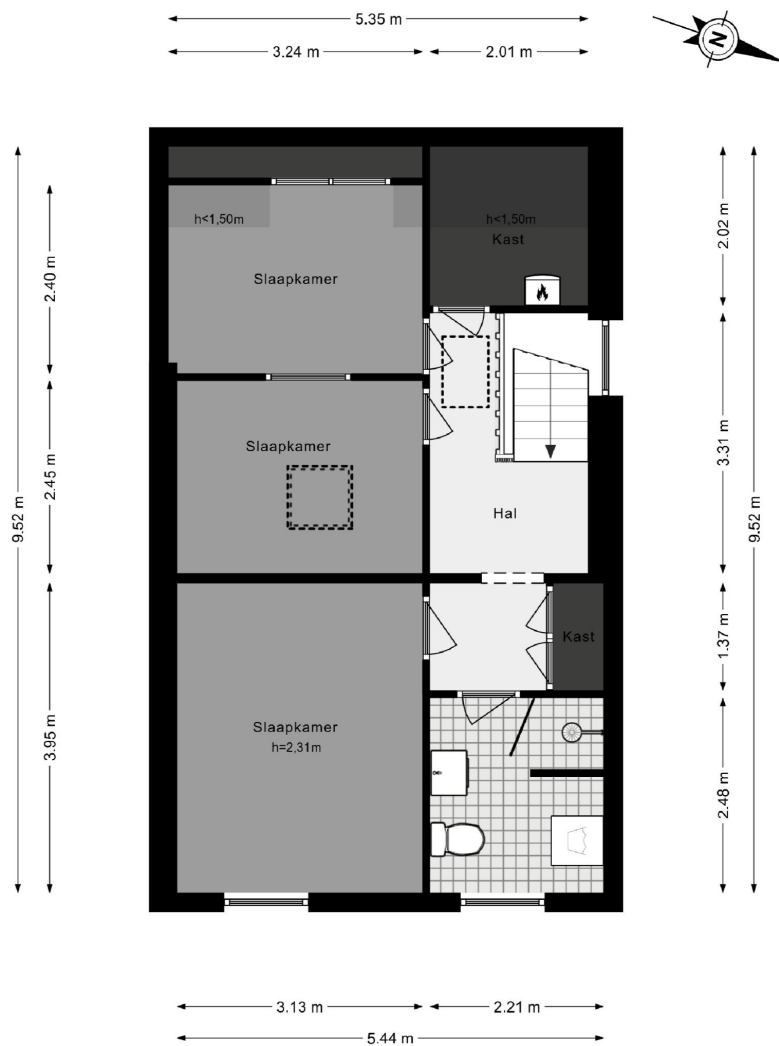 5.35 m
3.24 m
2.01 m
N
h<1,50m
h<1,50m
Kast
Slaapkamer
2.40 m
2.02 m
Slaapkamer
2.45 m
3.31 m
9.52 m
9.52 m
Hal
Kast
1.37 m
Slaapkamer
h=2,31m
3.95 m
2.48 m
3.13 m
2.21 m
5.44 m